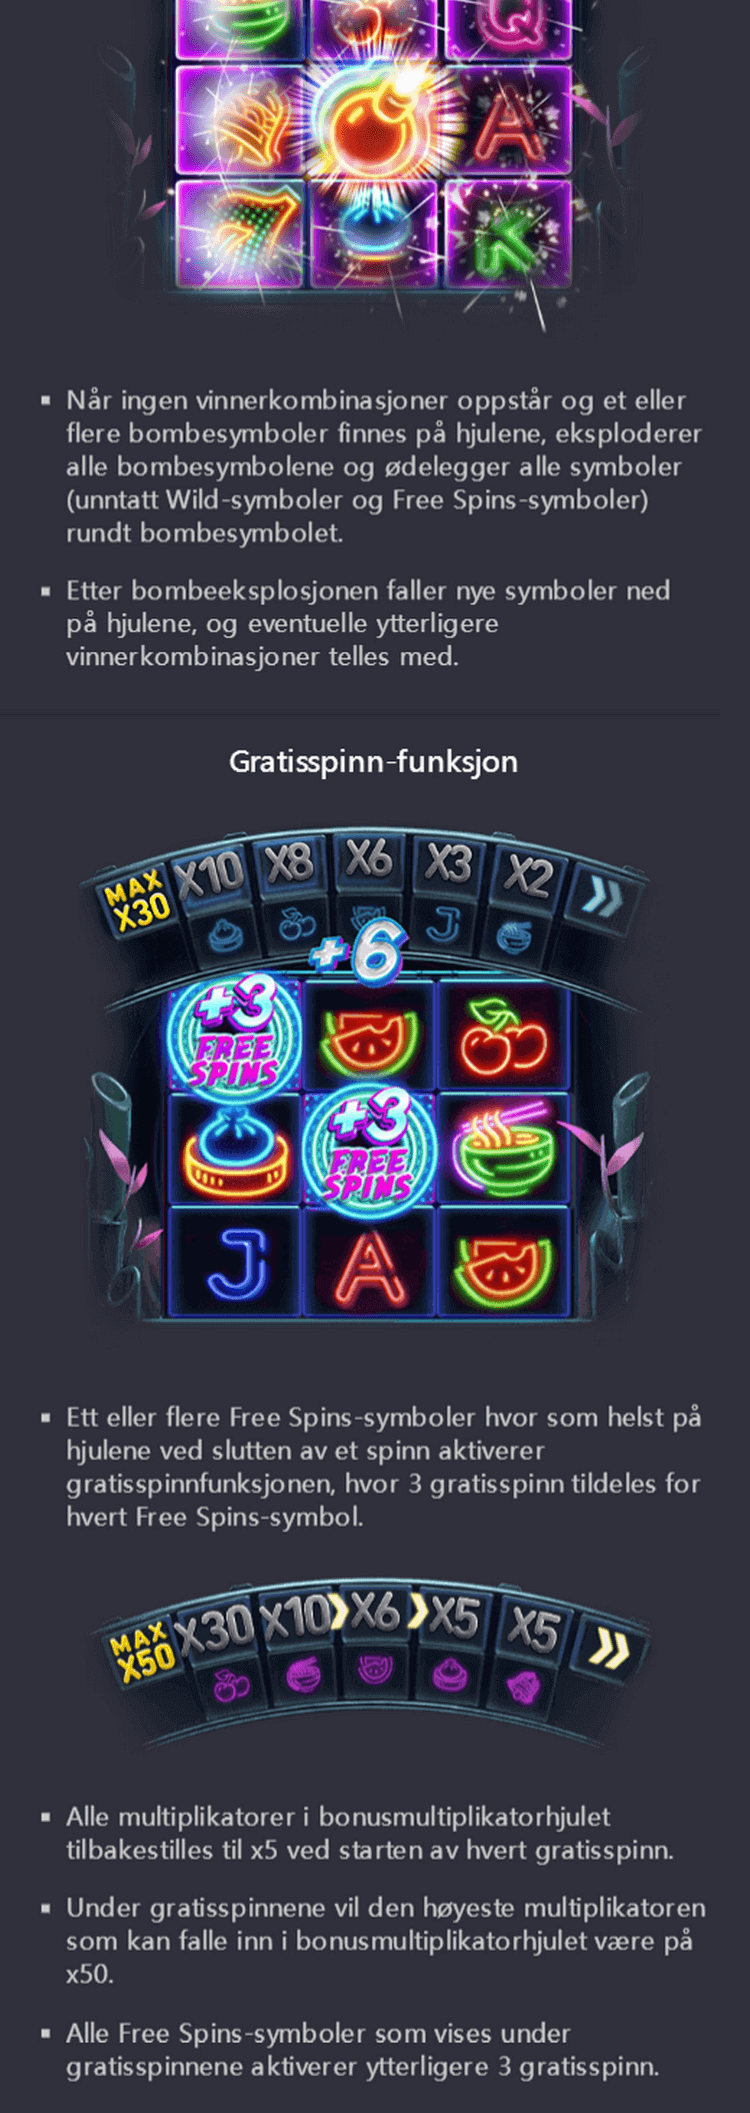 Q
A
7
K
▪ Når ingen vinnerkombinasjoner oppstår og et eller
flere bombesymboler finnes på hjulene, eksploderer
alle bombesymbolene og ødelegger alle symboler
(unntatt Wild-symboler og Free Spins-symboler)
rundt bombesymbolet.
▪ Etter bombeeksplosjonen faller nye symboler ned
på hjulene, og eventuelle ytterligere
vinnerkombinasjoner telles med.
Gratisspinn-funksjon
MAX X30 X10 X8 X6 X3 X2 »
J
+6
+3
FREE
SPINS
+3
FREE
SPINS
J A
▪ Ett eller flere Free Spins-symboler hvor som helst på
hjulene ved slutten av et spinn aktiverer
gratisspinnfunksjonen, hvor 3 gratisspinn tildeles for
hvert Free Spins-symbol.
MAX X50 X30 X10 › X6 › X5 X5 »
▪ Alle multiplikatorer i bonusmultiplikatorhjulet
tilbakestilles til x5 ved starten av hvert gratisspinn.
▪ Under gratisspinnene vil den høyeste multiplikatoren
som kan falle inn i bonusmultiplikatorhjulet være på
x50.
▪ Alle Free Spins-symboler som vises under
gratisspinnene aktiverer ytterligere 3 gratisspinn.